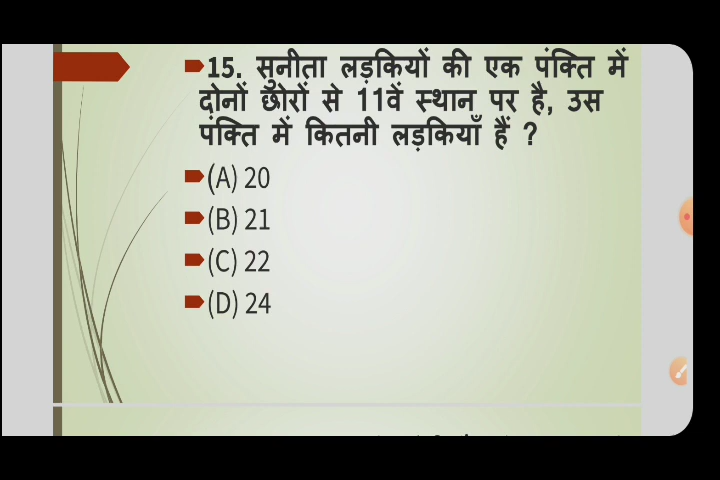 15. सुनीता लड़कियों की एक पंक्ति में
दोनों छोरों से 11वें स्थान पर है, उस
पंक्ति में कितनी लड़कियाँ हैं ?
(A) 20
(B) 21
(C) 22
(D) 24